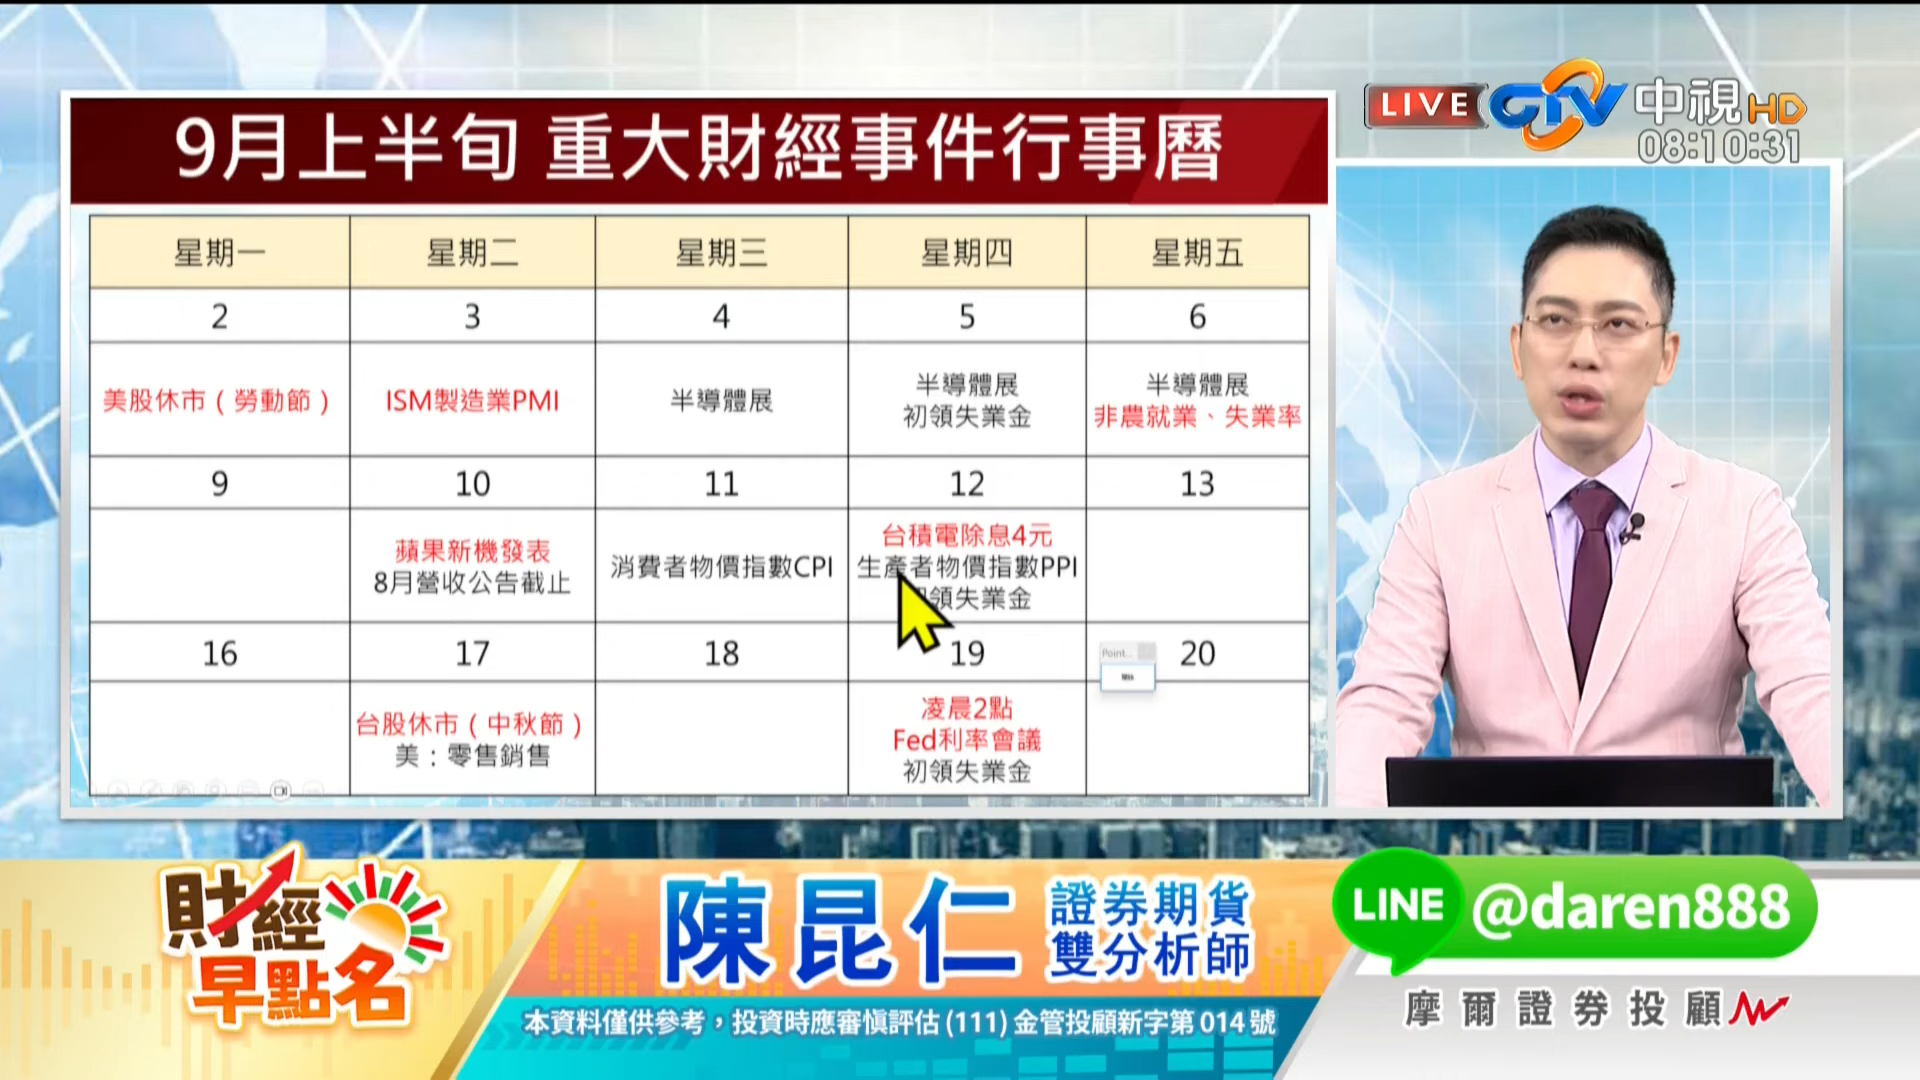 LIVE CTV 中視HD
08:10:31
9月上半旬 重大財經事件行事曆
星期一 星期二 星期三 星期四 星期五
2 3 4 5 6
美股休市（勞動節）
ISM製造業PMI
半導體展
半導體展
初領失業金
半導體展
非農就業、失業率
9 10 11 12 13
蘋果新機發表
8月營收公告截止
消費者物價指數CPI
台積電除息4元
生產者物價指數PPI
領失業金
16 17 18 19 20
Point...
台股休市（中秋節）
美：零售銷售
凌晨2點
Fed利率會議
初領失業金
財經
早點名
陳昆仁
證券期貨
雙分析師
本資料僅供參考，投資時應審慎評估 (111) 金管投顧新字第 014 號
LINE @daren888
摩爾證券投顧